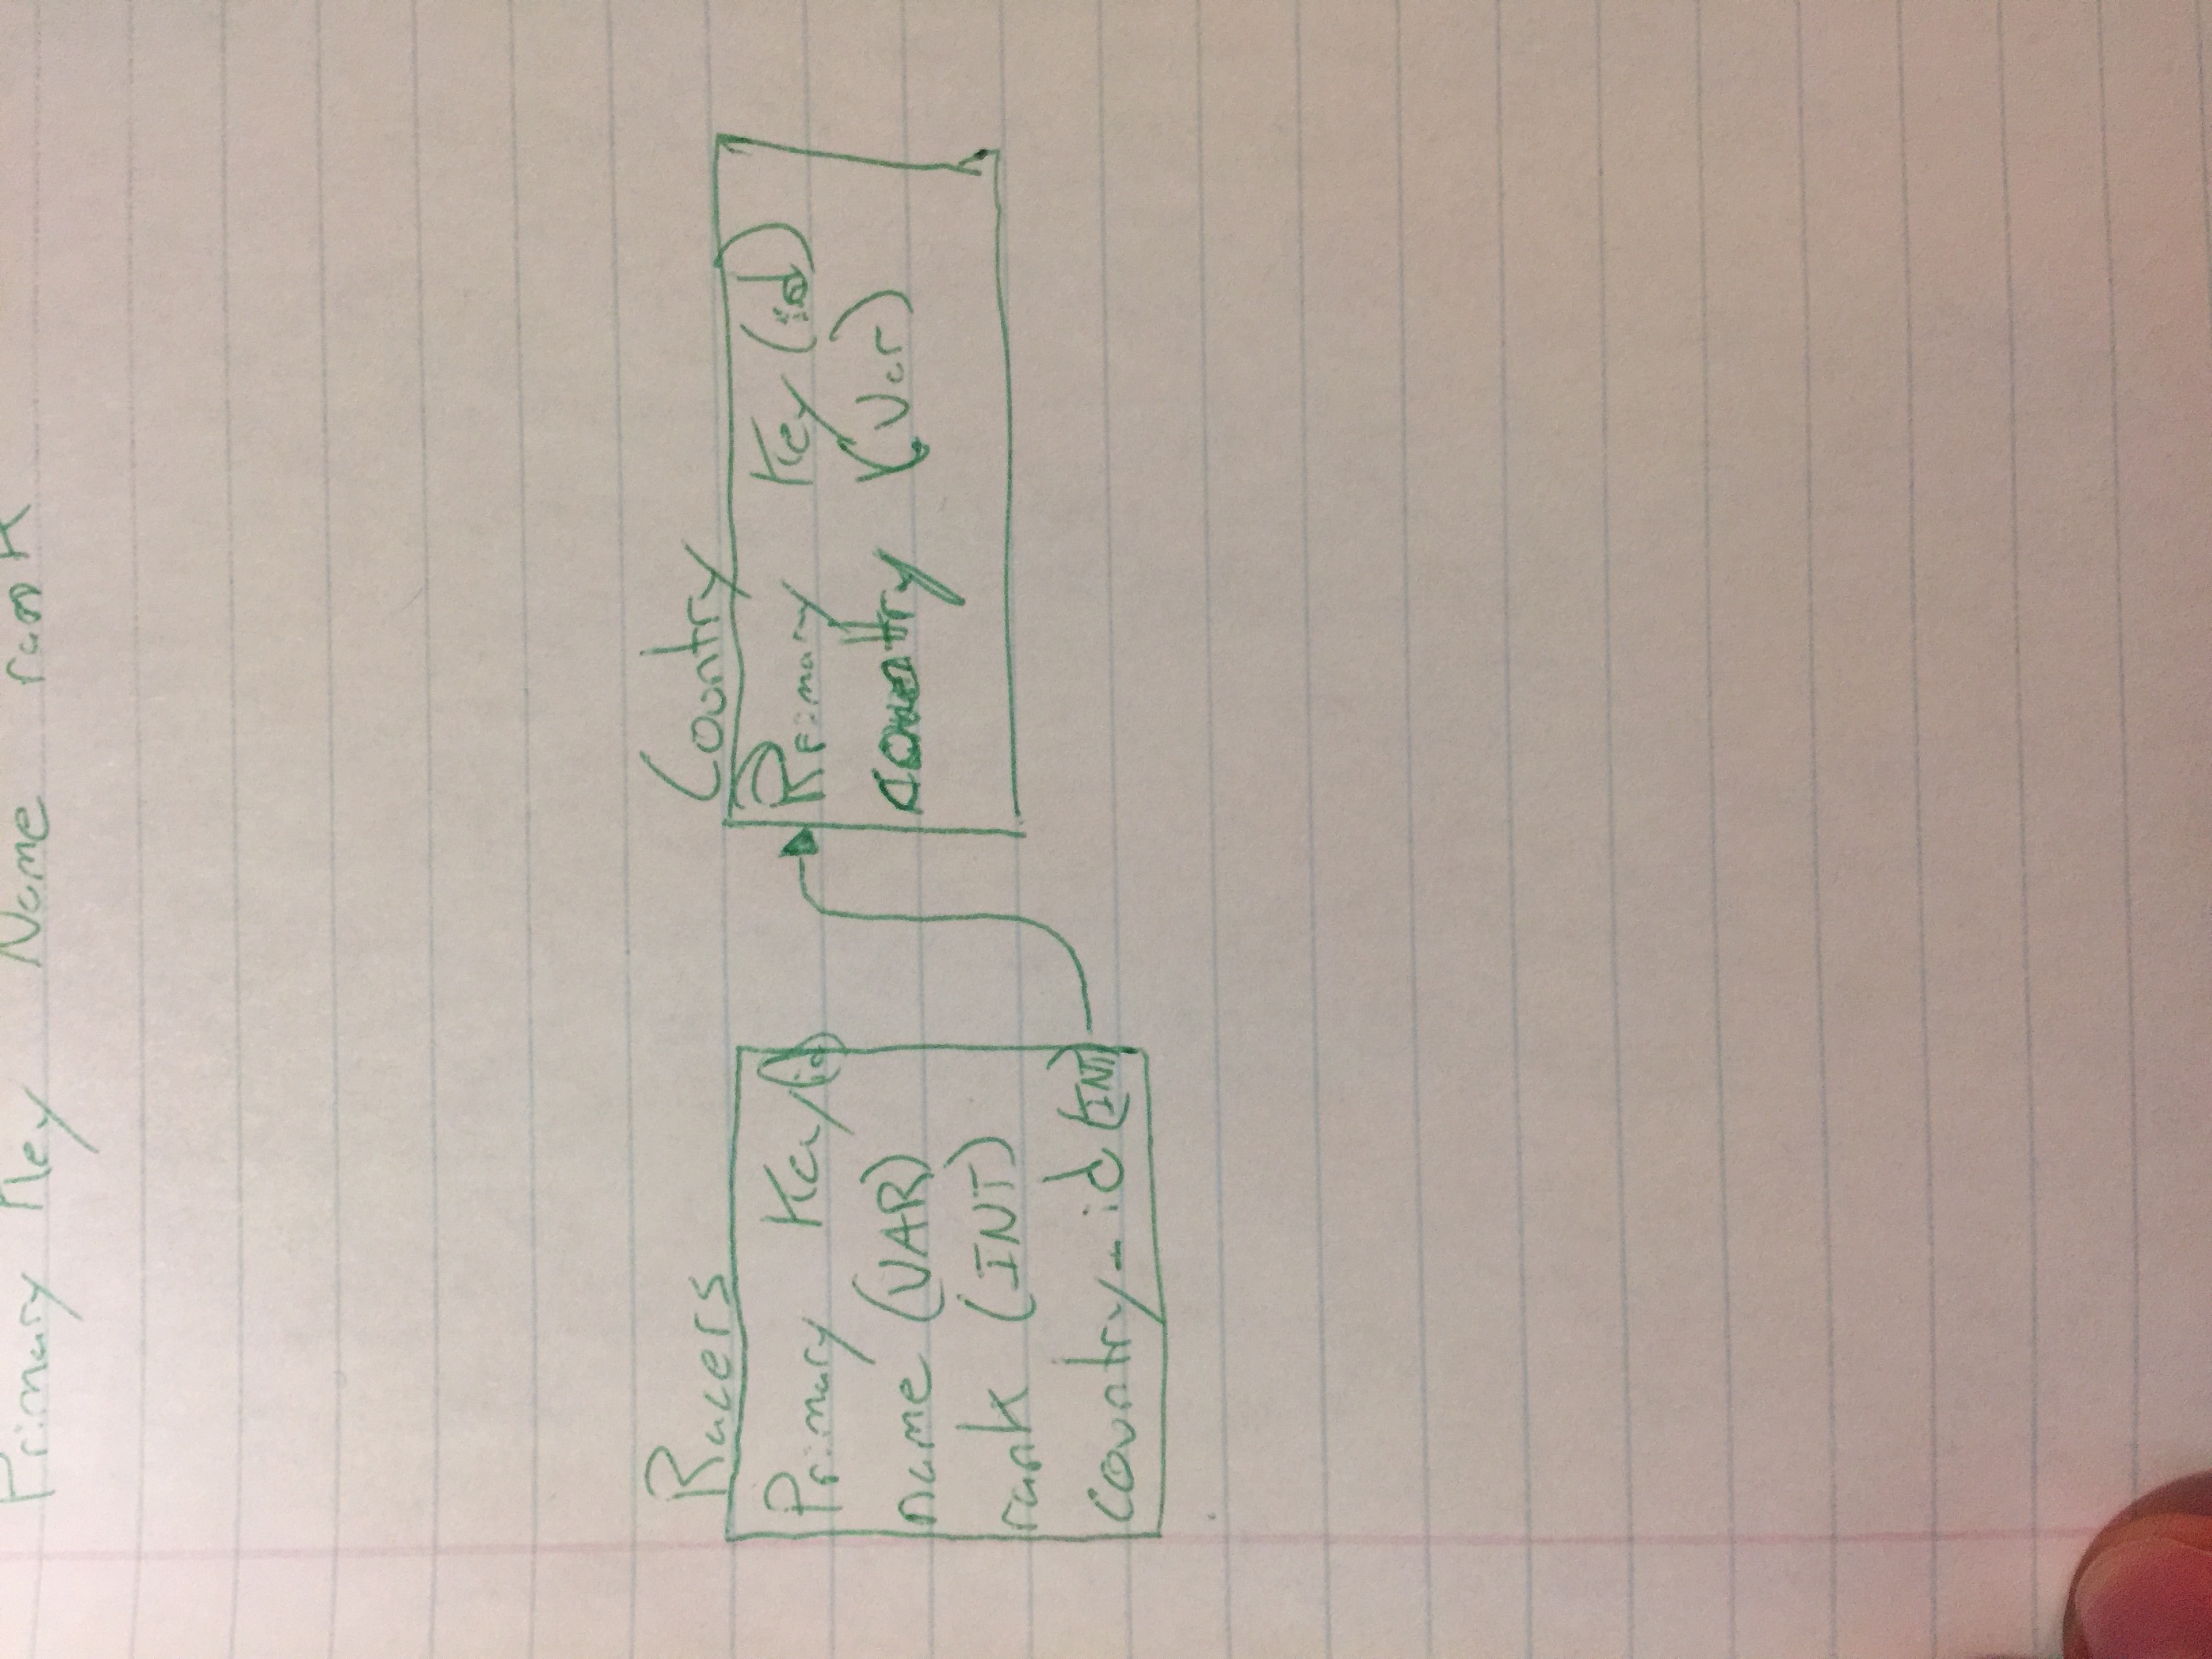 Primary Key Name rank
Racers
Primary Key (id)
name (VAR)
rank (INT)
country_id (INT)
Country
Primary Key (id)
country (Var)